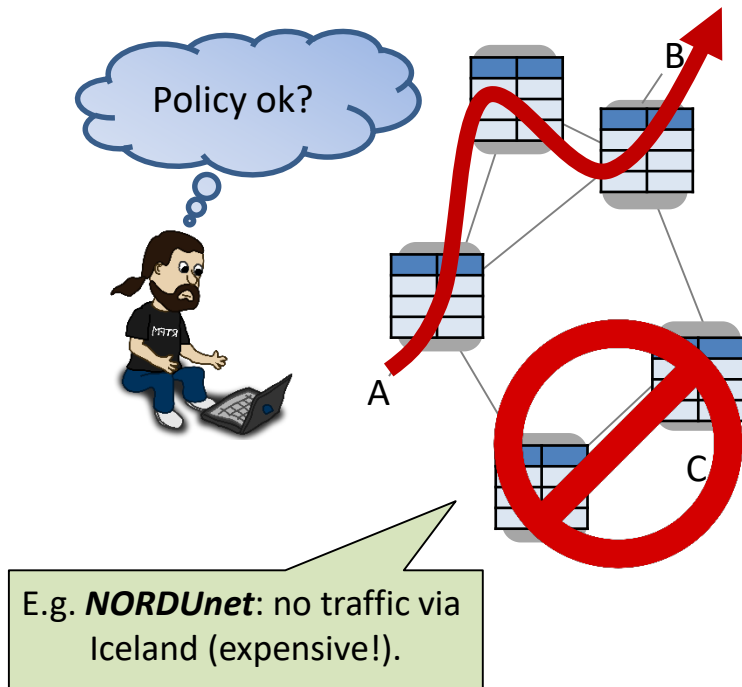 Policy ok?
B
A
C
E.g. NORDUnet: no traffic via
Iceland (expensive!).